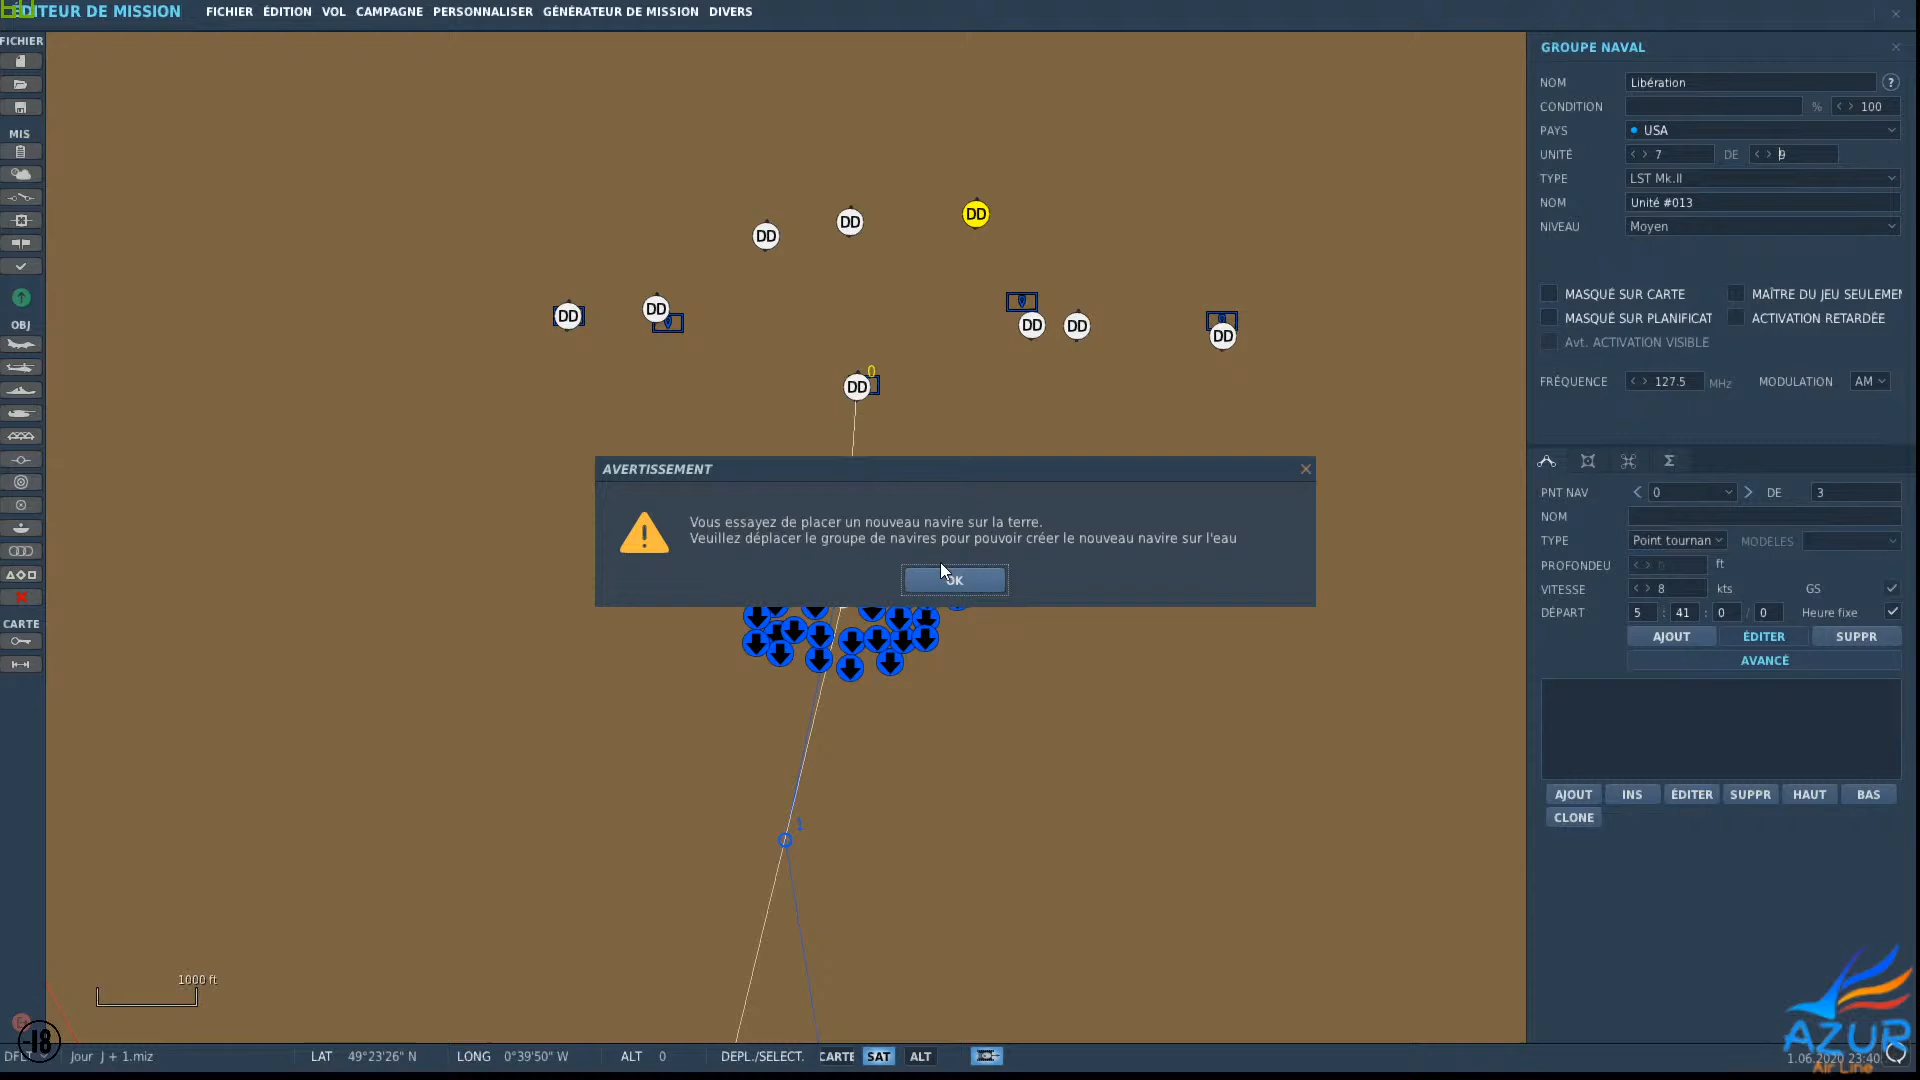 ÉDITEUR DE MISSION
FICHIER ÉDITION VOL CAMPAGNE PERSONNALISER GÉNÉRATEUR DE MISSION DIVERS
FICHIER
MIS
OBJ
CARTE
GROUPE NAVAL
NOM Libération ?
CONDITION % < > 100
PAYS USA
UNITÉ < > 7 DE < > 9
TYPE LST Mk.II
NOM Unité #013
NIVEAU Moyen
MASQUÉ SUR CARTE MAÎTRE DU JEU SEULEMEN
MASQUÉ SUR PLANIFICAT ACTIVATION RETARDÉE
Avt. ACTIVATION VISIBLE
FRÉQUENCE < > 127.5 MHz MODULATION AM
PNT NAV < 0 > DE 3
NOM
TYPE Point tournan MODÈLES
PROFONDEU < > 0 ft
VITESSE < > 8 kts GS
DÉPART 5 : 41 : 0 / 0 Heure fixe
AJOUT ÉDITER SUPPR
AVANCÉ
AJOUT INS ÉDITER SUPPR HAUT BAS
CLONE
DD DD DD
DD DD DD DD DD
0
DD
AVERTISSEMENT
Vous essayez de placer un nouveau navire sur la terre.
Veuillez déplacer le groupe de navires pour pouvoir créer le nouveau navire sur l'eau
OK
1
1000 ft
-18
Jour J + 1.miz LAT 49°23'26" N LONG 0°39'50" W ALT 0 DEPL./SELECT. CARTE SAT ALT
1.06.2020 23:40
AZUR
Air Line